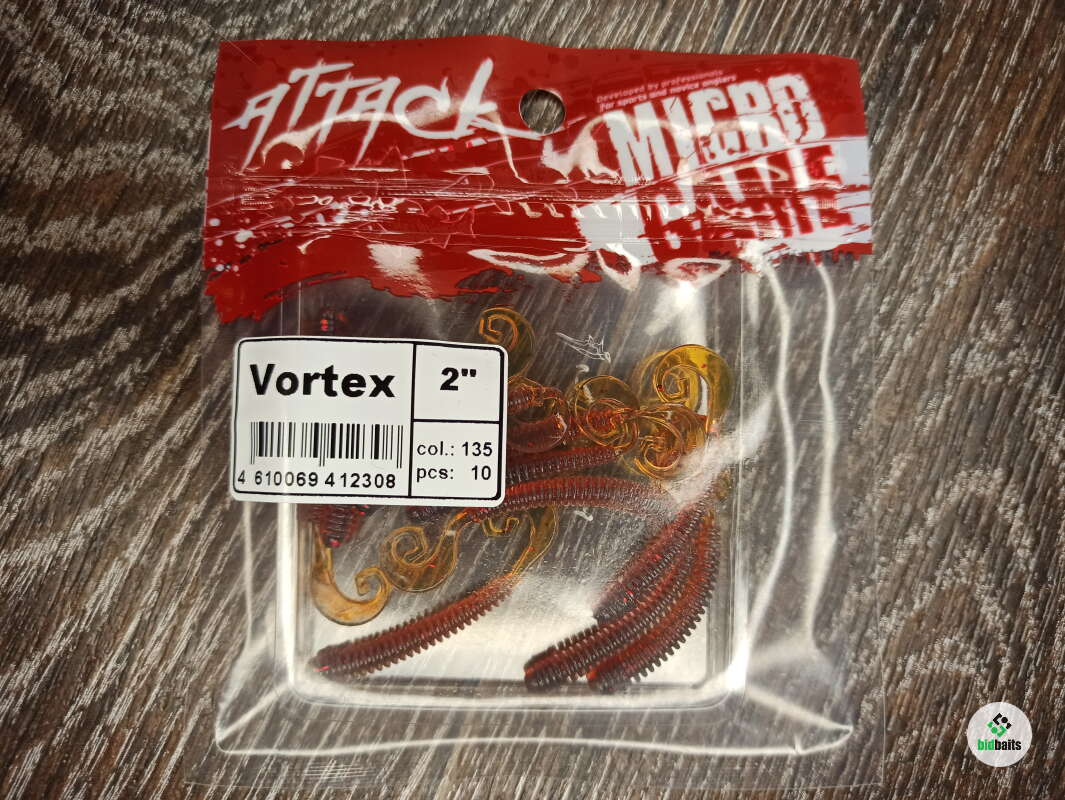 ATTACK
Developed by professionals
for sports and novice anglers
MICRO
Vortex
2"
col.: 135
pcs: 10
4 610069 412308
bidbaits